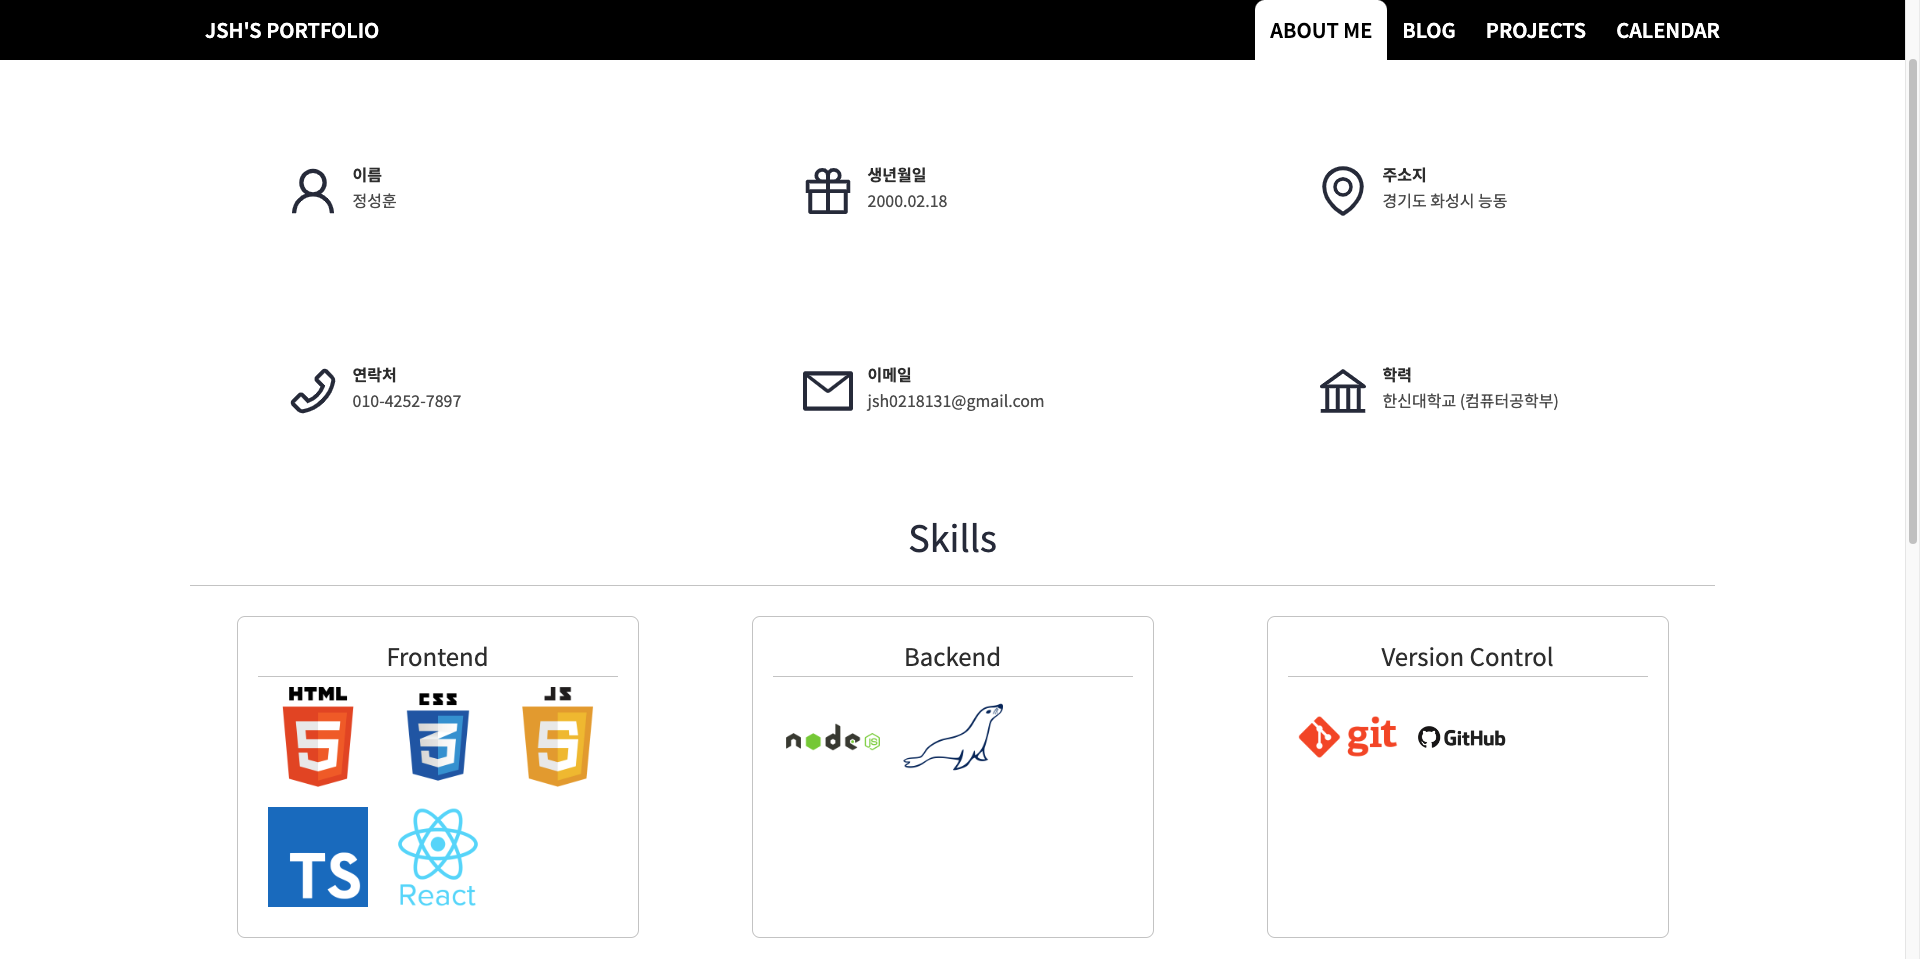 JSH'S PORTFOLIO
ABOUT ME
BLOG
PROJECTS
CALENDAR
이름
정성훈
생년월일
2000.02.18
주소지
경기도 화성시 능동
연락처
010-4252-7897
이메일
jsh0218131@gmail.com
학력
한신대학교 (컴퓨터공학부)
Skills
Frontend
HTML
5
CSS
3
JS
5
TS
React
Backend
node
JS
Version Control
git
GitHub